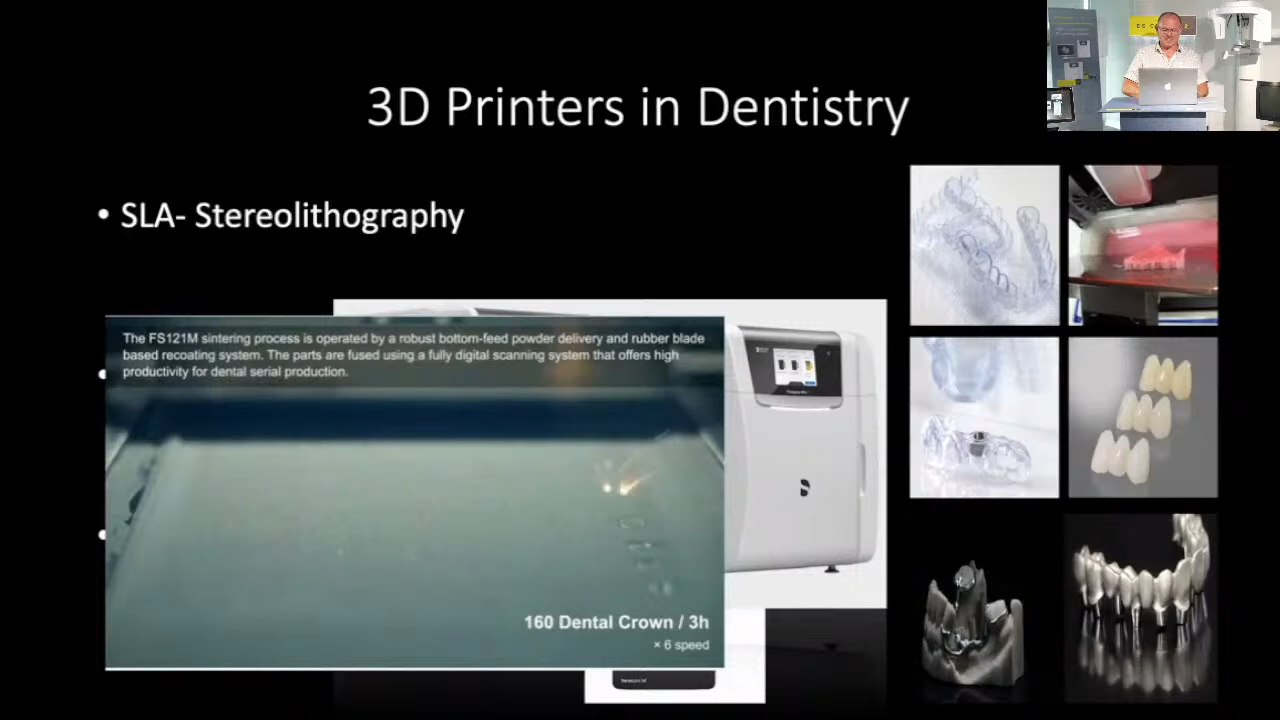 3D Printers in Dentistry
• SLA- Stereolithography
The FS121M sintering process is operated by a robust bottom-feed powder delivery and rubber blade
based recoating system. The parts are fused using a fully digital scanning system that offers high
productivity for dental serial production.
160 Dental Crown / 3h
× 6 speed